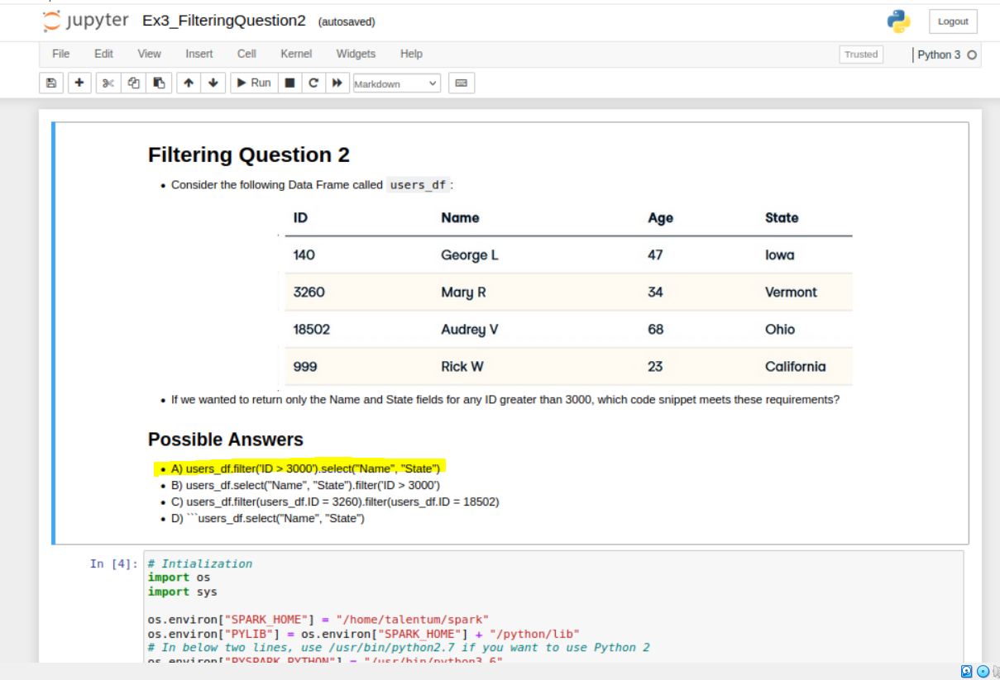 jupyter Ex3_FilteringQuestion2 (autosaved) Logout
File Edit View Insert Cell Kernel Widgets Help Trusted Python 3
Run Markdown
Filtering Question 2
• Consider the following Data Frame called users_df :
ID Name Age State
140 George L 47 Iowa
3260 Mary R 34 Vermont
18502 Audrey V 68 Ohio
999 Rick W 23 California
• If we wanted to return only the Name and State fields for any ID greater than 3000, which code snippet meets these requirements?
Possible Answers
• A) users_df.filter('ID > 3000').select("Name", "State")
• B) users_df.select("Name", "State").filter('ID > 3000')
• C) users_df.filter(users_df.ID = 3260).filter(users_df.ID = 18502)
• D) ```users_df.select("Name", "State")
In [4]: # Intialization
import os
import sys
os.environ["SPARK_HOME"] = "/home/talentum/spark"
os.environ["PYLIB"] = os.environ["SPARK_HOME"] + "/python/lib"
# In below two lines, use /usr/bin/python2.7 if you want to use Python 2
os.environ["PYSPARK_PYTHON"] = "/usr/bin/python3.6"